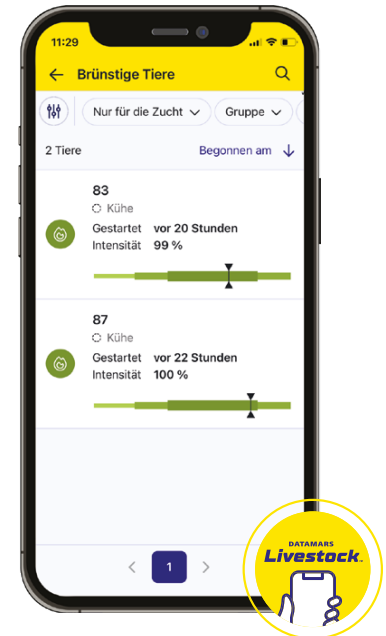 11:29
Brünstige Tiere
Nur für die Zucht
Gruppe
2 Tiere
Begonnen am
83
Kühe
Gestartet vor 20 Stunden
Intensität 99 %
87
Kühe
Gestartet vor 22 Stunden
Intensität 100 %
1
DATAMARS
Livestock